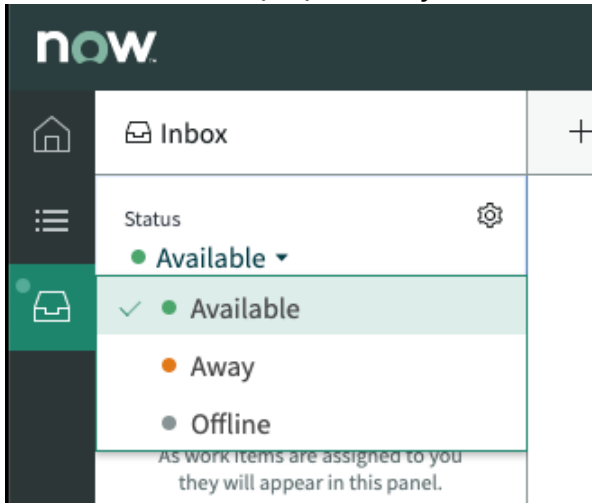 now
Inbox
Status
Available
Available
Away
Offline
As work items are assigned to you
they will appear in this panel.